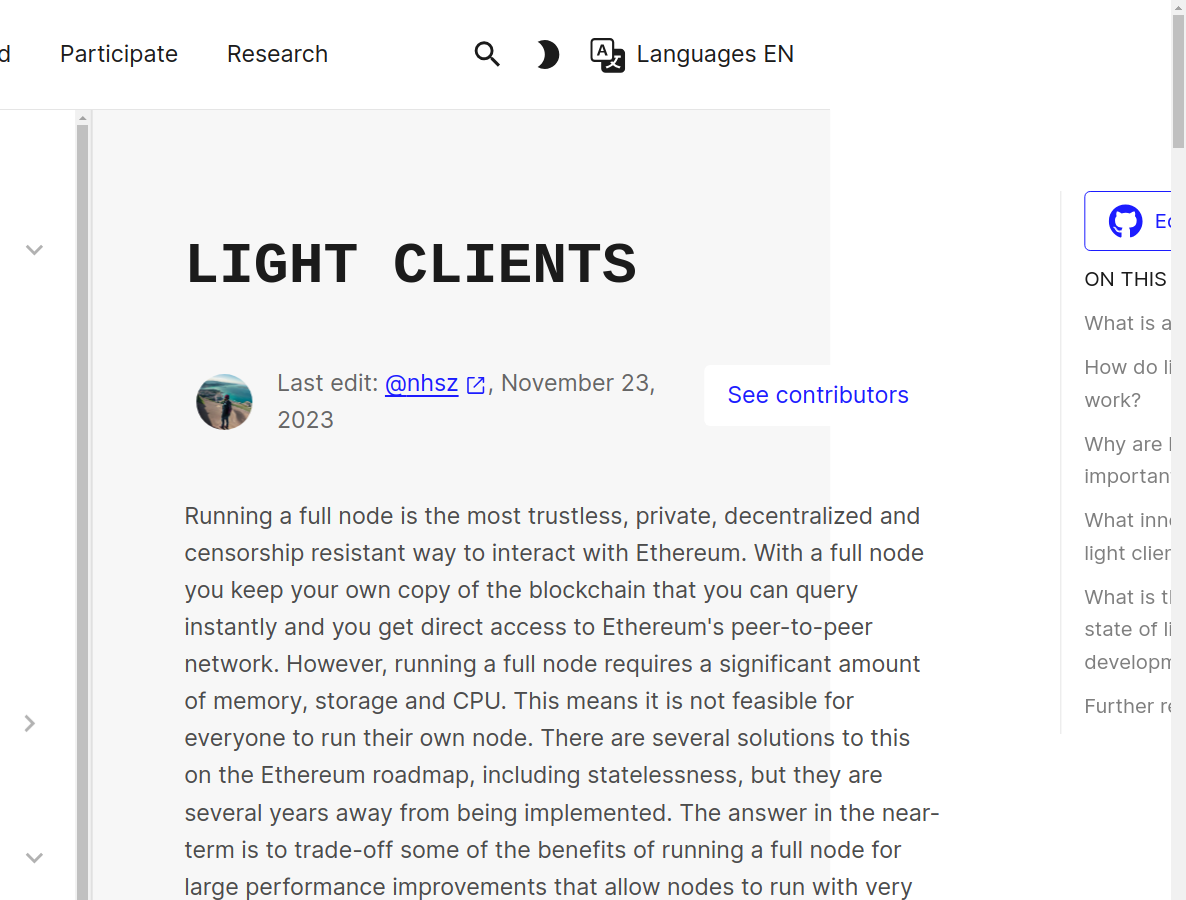 d Participate Research Languages EN
LIGHT CLIENTS
Last edit: @nhsz, November 23,
2023
See contributors
Running a full node is the most trustless, private, decentralized and
censorship resistant way to interact with Ethereum. With a full node
you keep your own copy of the blockchain that you can query
instantly and you get direct access to Ethereum's peer-to-peer
network. However, running a full node requires a significant amount
of memory, storage and CPU. This means it is not feasible for
everyone to run their own node. There are several solutions to this
on the Ethereum roadmap, including statelessness, but they are
several years away from being implemented. The answer in the near-
term is to trade-off some of the benefits of running a full node for
large performance improvements that allow nodes to run with very
ON THIS
What is a
How do li
work?
Why are
importan
What inn
light clien
What is t
state of li
developm
Further re